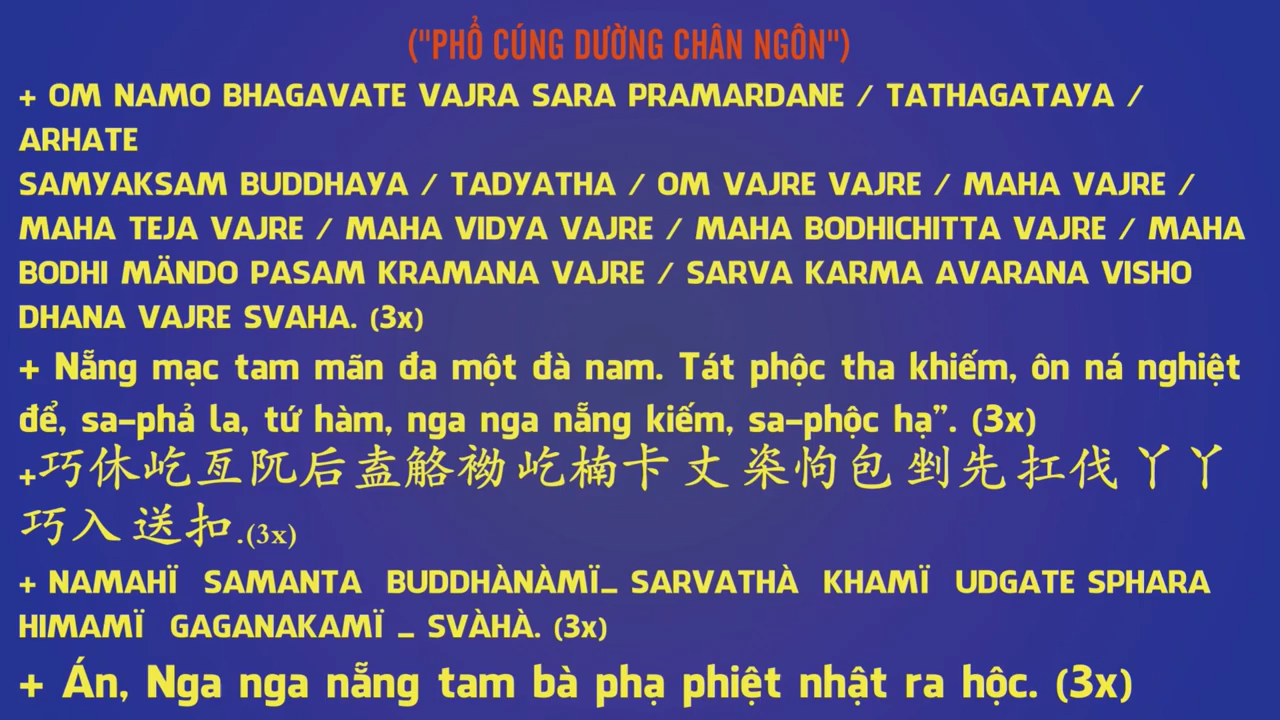 ("PHỔ CÚNG DƯỜNG CHÂN NGÔN")
+ OM NAMO BHAGAVATE VAJRA SARA PRAMARDANE / TATHAGATAYA /
ARHATE
SAMYAKSAM BUDDHAYA / TADYATHA / OM VAJRE VAJRE / MAHA VAJRE /
MAHA TEJA VAJRE / MAHA VIDYA VAJRE / MAHA BODHICHITTA VAJRE / MAHA
BODHI MÄNDO PASAM KRAMANA VAJRE / SARVA KARMA AVARANA VISHO
DHANA VAJRE SVAHA. (3x)
+ Nẵng mạc tam mãn đa một đà nam. Tát phộc tha khiếm, ôn ná nghiệt
để, sa-phả la, tứ hàm, nga nga nẵng kiếm, sa-phộc hạ”. (3x)
+巧休屹亙阢后盍觡袎 屹楠卡 丈 粢怐包 剉先 扛伐 丫丫
巧入 送扣.(3x)
+ NAMAHÏ SAMANTA BUDDHÀNÀMÏ_ SARVATHÀ KHAMÏ UDGATE SPHARA
HIMAMÏ GAGANAKAMÏ _ SVÀHÀ. (3x)
+ Án, Nga nga nẵng tam bà phạ phiệt nhật ra hộc. (3x)